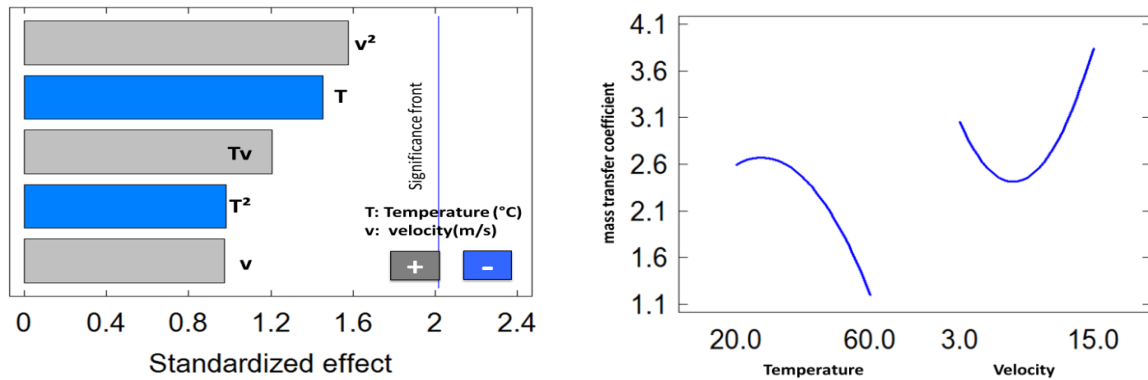 v²
T
Tv
T²
v
Significance front
T: Temperature (°C)
v: velocity(m/s)
+
-
0 0.4 0.8 1.2 1.6 2 2.4
Standardized effect
mass transfer coefficient
4.1
3.6
3.1
2.6
2.1
1.6
1.1
20.0 60.0 3.0 15.0
Temperature Velocity